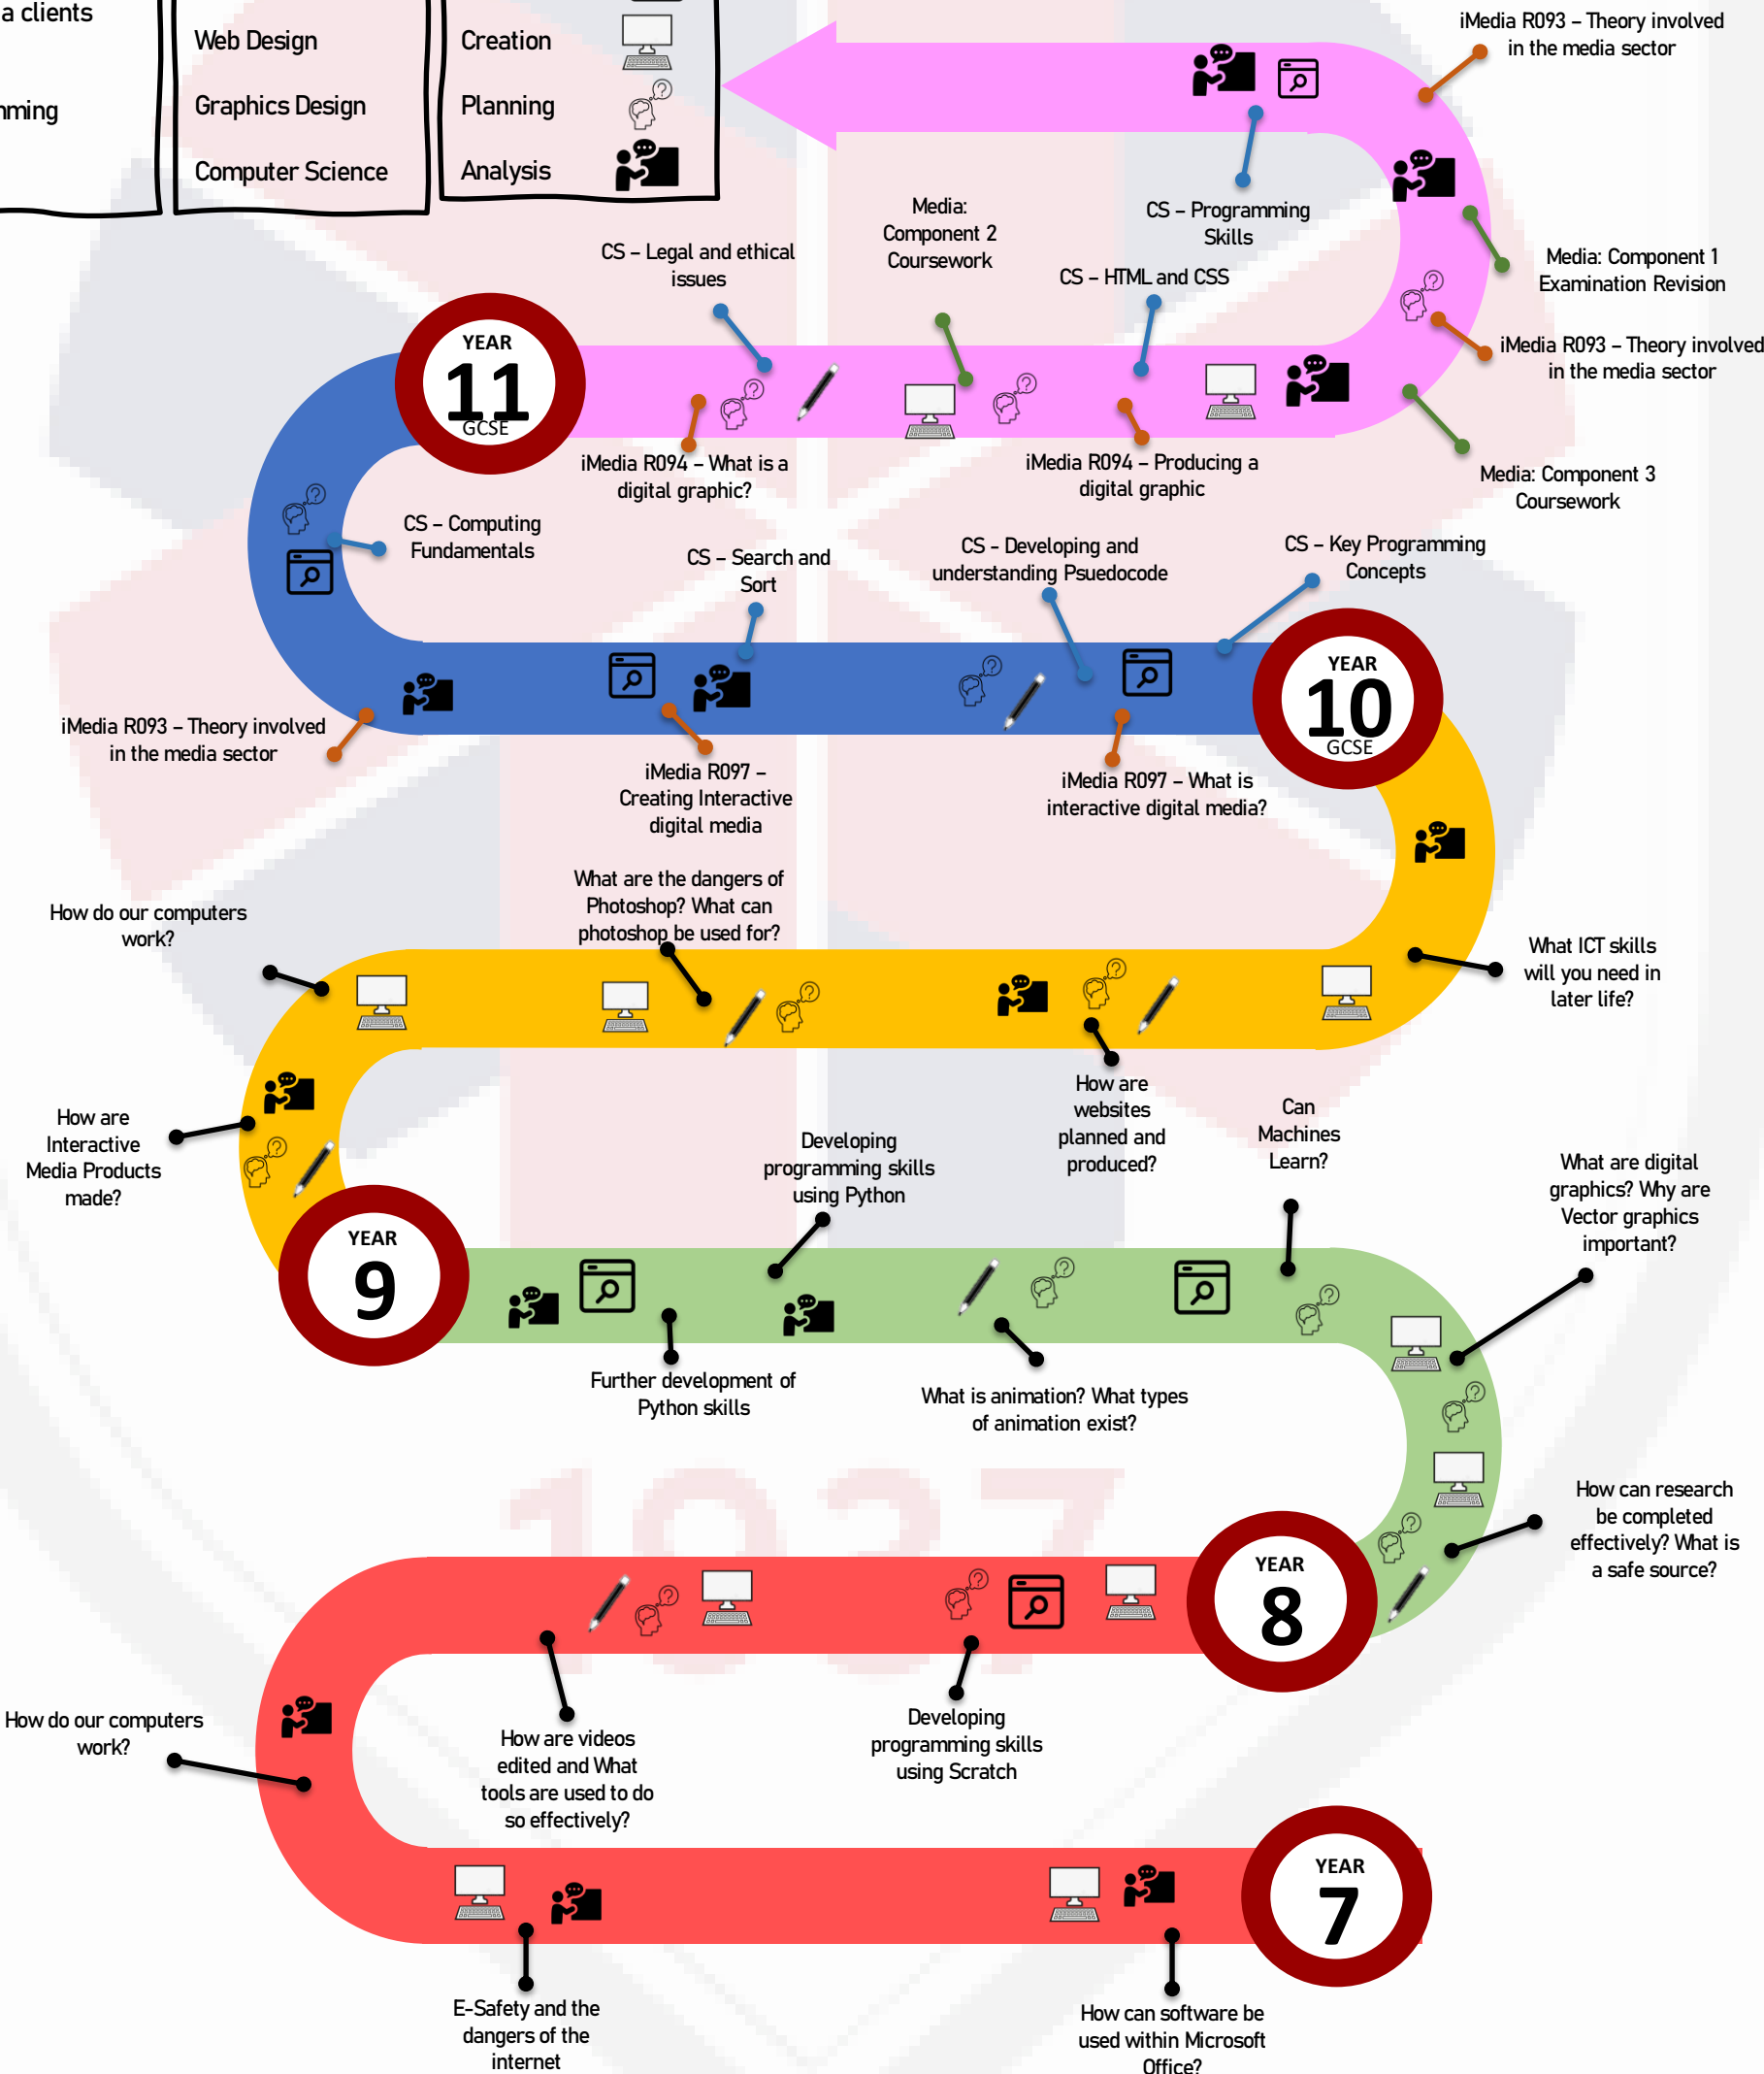 a clients
mming
Web Design
Graphics Design
Computer Science
Creation
Planning
Analysis
iMedia R093 – Theory involved
in the media sector
CS – Programming
Skills
Media:
Component 2
Coursework
CS – Legal and ethical
issues
CS – HTML and CSS
Media: Component 1
Examination Revision
iMedia R093 – Theory involved
in the media sector
YEAR
11
GCSE
iMedia R094 – What is a
digital graphic?
iMedia R094 – Producing a
digital graphic
Media: Component 3
Coursework
CS – Computing
Fundamentals
CS – Search and
Sort
CS - Developing and
understanding Psuedocode
CS – Key Programming
Concepts
YEAR
10
GCSE
iMedia R093 – Theory involved
in the media sector
iMedia R097 –
Creating Interactive
digital media
iMedia R097 – What is
interactive digital media?
How do our computers
work?
What are the dangers of
Photoshop? What can
photoshop be used for?
What ICT skills
will you need in
later life?
How are
websites
planned and
produced?
Can
Machines
Learn?
How are
Interactive
Media Products
made?
Developing
programming skills
using Python
What are digital
graphics? Why are
Vector graphics
important?
YEAR
9
Further development of
Python skills
What is animation? What types
of animation exist?
1937
How can research
be completed
effectively? What is
a safe source?
YEAR
8
How do our computers
work?
How are videos
edited and What
tools are used to do
so effectively?
Developing
programming skills
using Scratch
YEAR
7
E-Safety and the
dangers of the
internet
How can software be
used within Microsoft
Office?